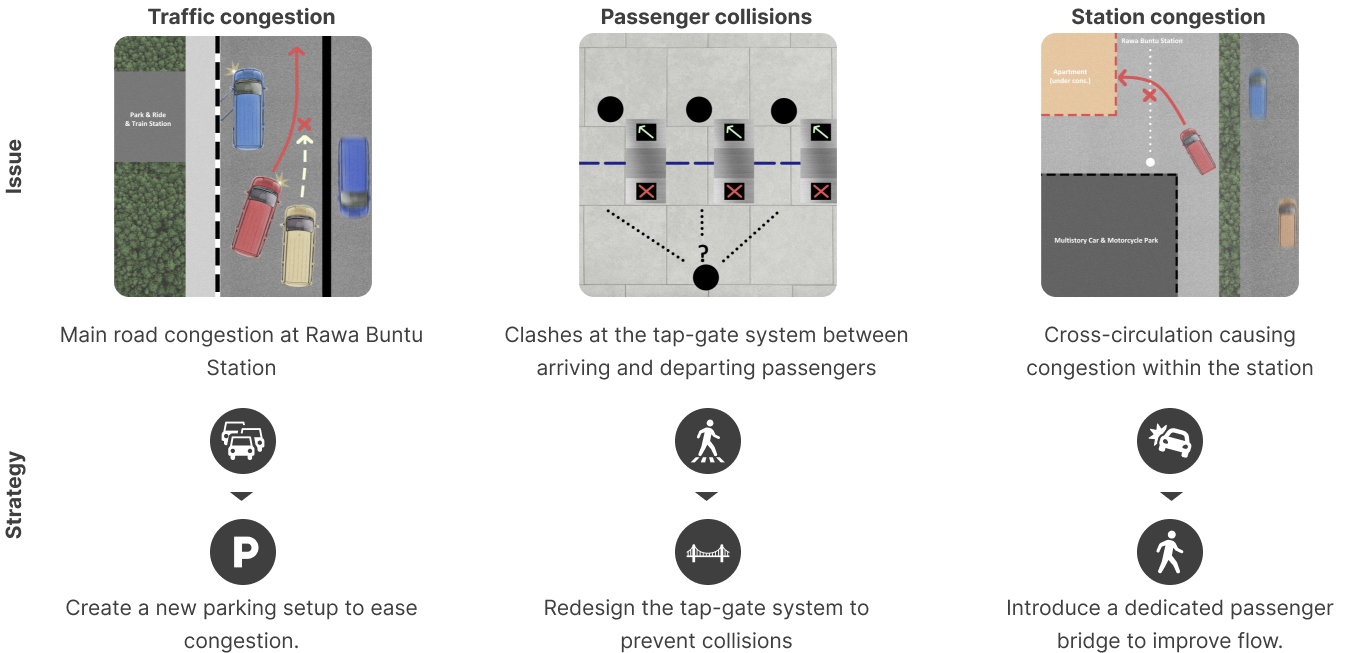 Traffic congestion
Passenger collisions
Station congestion
Issue
Park & Ride
& Train Station
?
Rawa Buntu Station
Apartment
(under cons.)
Multistory Car & Motorcycle Park
Main road congestion at Rawa Buntu
Station
Clashes at the tap-gate system between
arriving and departing passengers
Cross-circulation causing
congestion within the station
Strategy
P
Create a new parking setup to ease
congestion.
Redesign the tap-gate system to
prevent collisions
Introduce a dedicated passenger
bridge to improve flow.